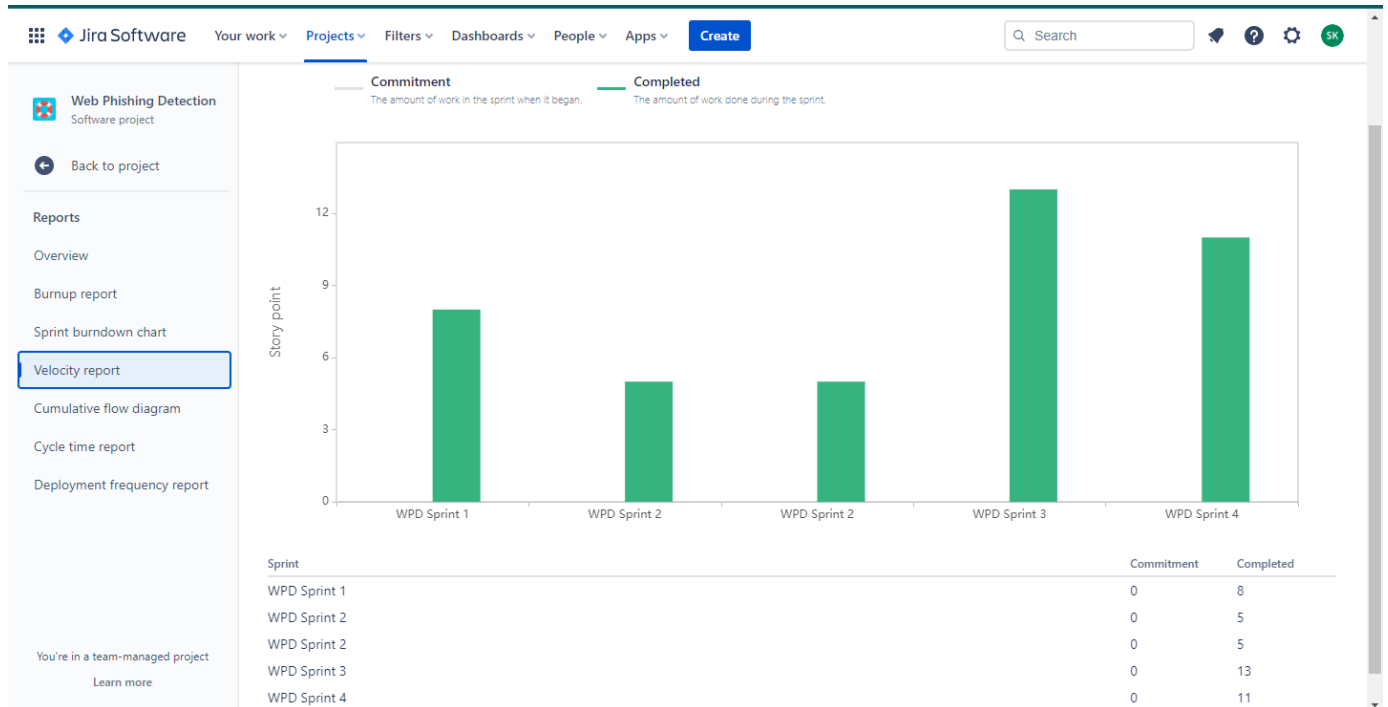 Jira Software Your work Projects Filters Dashboards People Apps Create Search SK
Web Phishing Detection
Software project
Back to project
Reports
Overview
Burnup report
Sprint burndown chart
Velocity report
Cumulative flow diagram
Cycle time report
Deployment frequency report
You're in a team-managed project
Learn more
Commitment
The amount of work in the sprint when it began.
Completed
The amount of work done during the sprint.
Story point
12
9
6
3
0
WPD Sprint 1 WPD Sprint 2 WPD Sprint 2 WPD Sprint 3 WPD Sprint 4
Sprint Commitment Completed
WPD Sprint 1 0 8
WPD Sprint 2 0 5
WPD Sprint 2 0 5
WPD Sprint 3 0 13
WPD Sprint 4 0 11